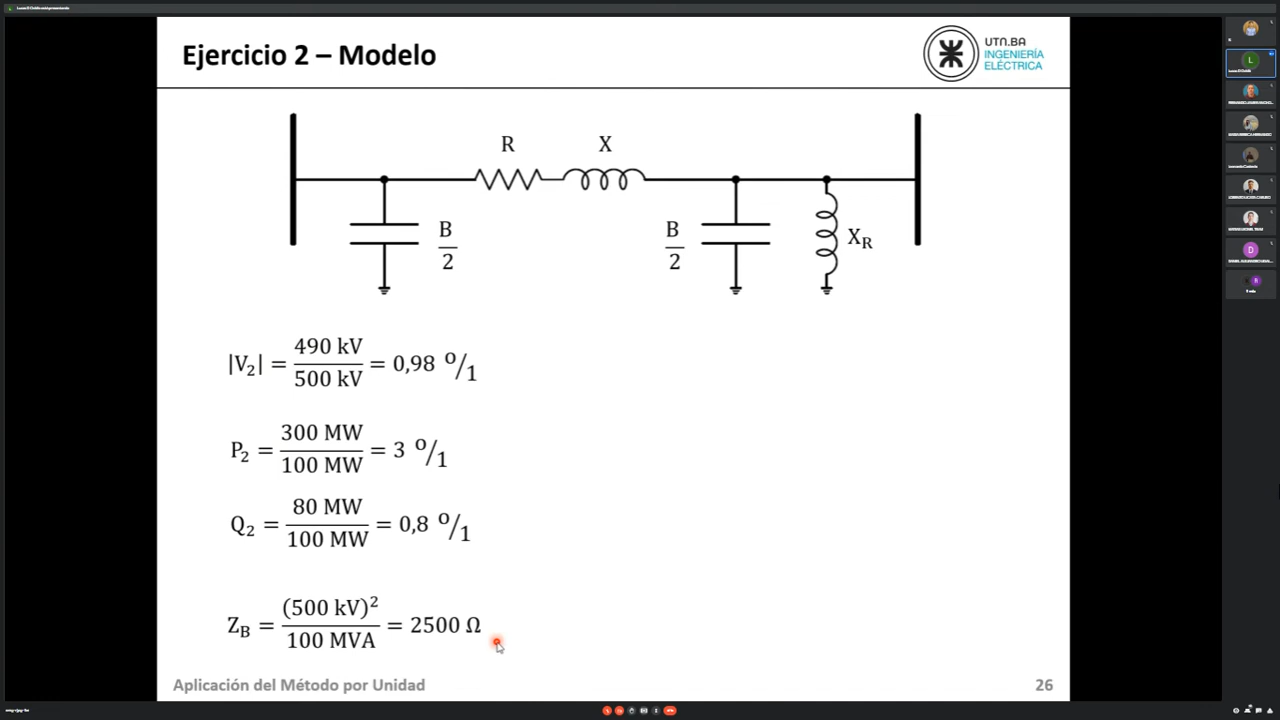 Ejercicio 2 – Modelo
UTN.BA
INGENIERÍA
ELÉCTRICA
R X
B/2
B/2
X_R
|V₂| = 490 kV / 500 kV = 0,98 º/₁
P₂ = 300 MW / 100 MW = 3 º/₁
Q₂ = 80 MW / 100 MW = 0,8 º/₁
Z_B = (500 kV)² / 100 MVA = 2500 Ω
Aplicación del Método por Unidad 26
L
D